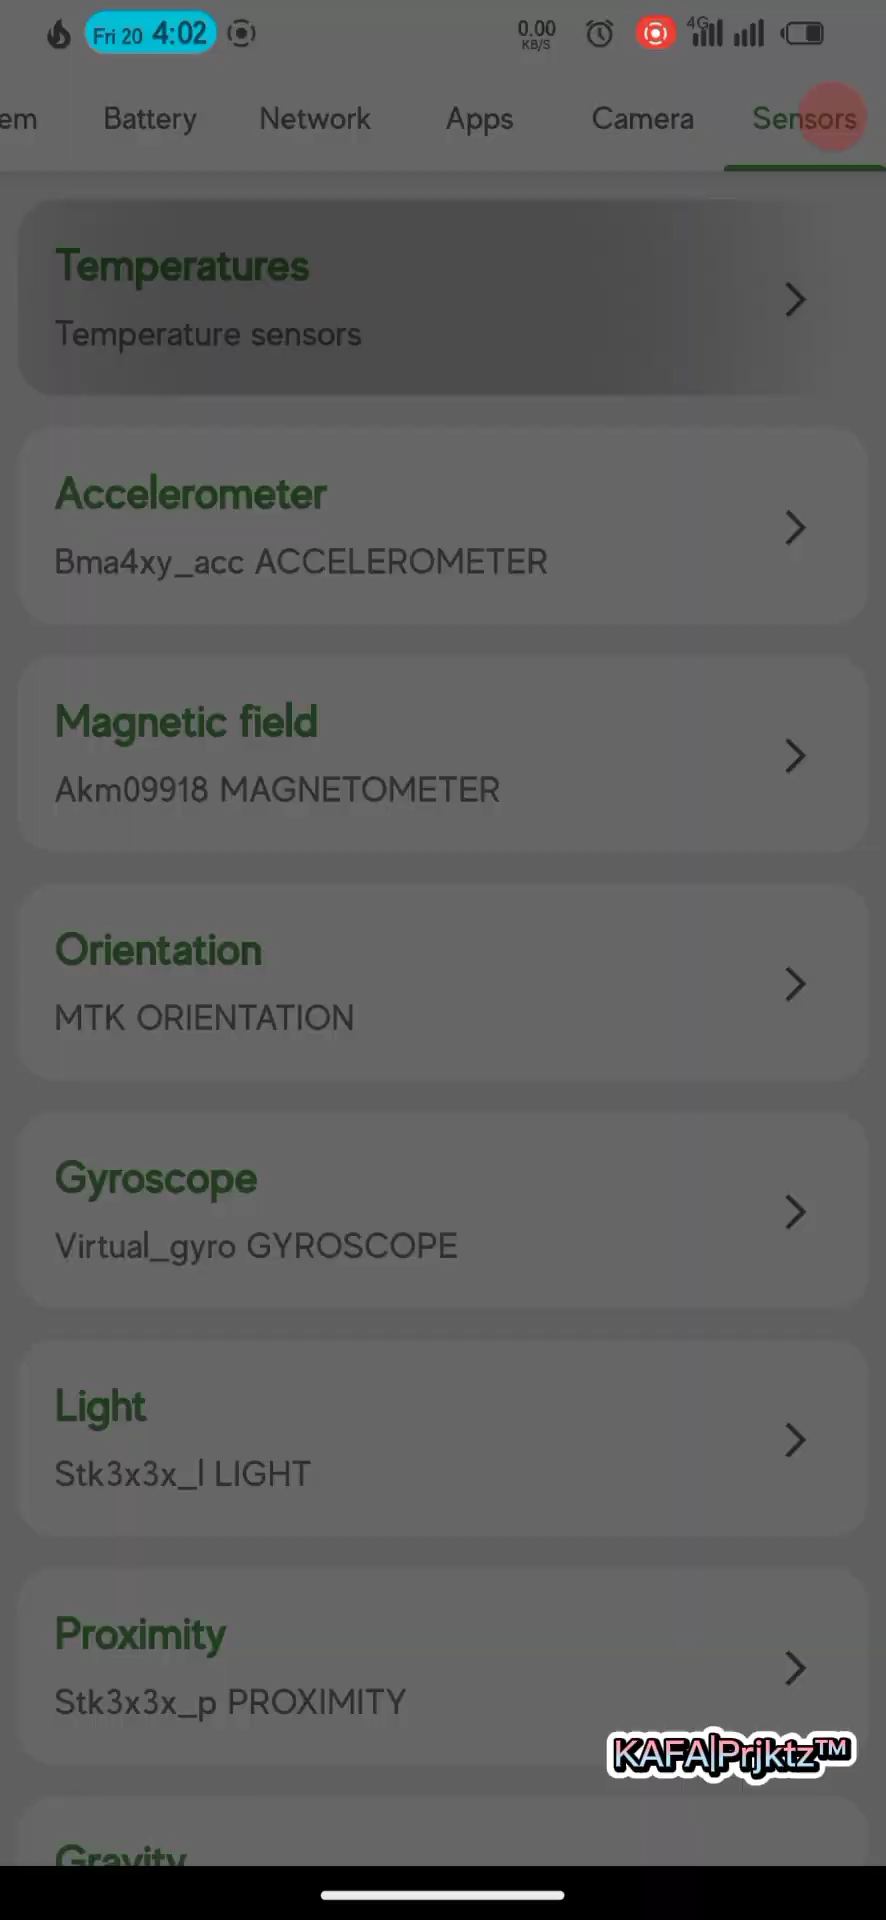 Fri 20 4:02
0.00
KB/S
4G
em Battery Network Apps Camera Sensors
Temperatures
Temperature sensors
Accelerometer
Bma4xy_acc ACCELEROMETER
Magnetic field
Akm09918 MAGNETOMETER
Orientation
MTK ORIENTATION
Gyroscope
Virtual_gyro GYROSCOPE
Light
Stk3x3x_l LIGHT
Proximity
Stk3x3x_p PROXIMITY
KAFA|Prjktz™
Gravity